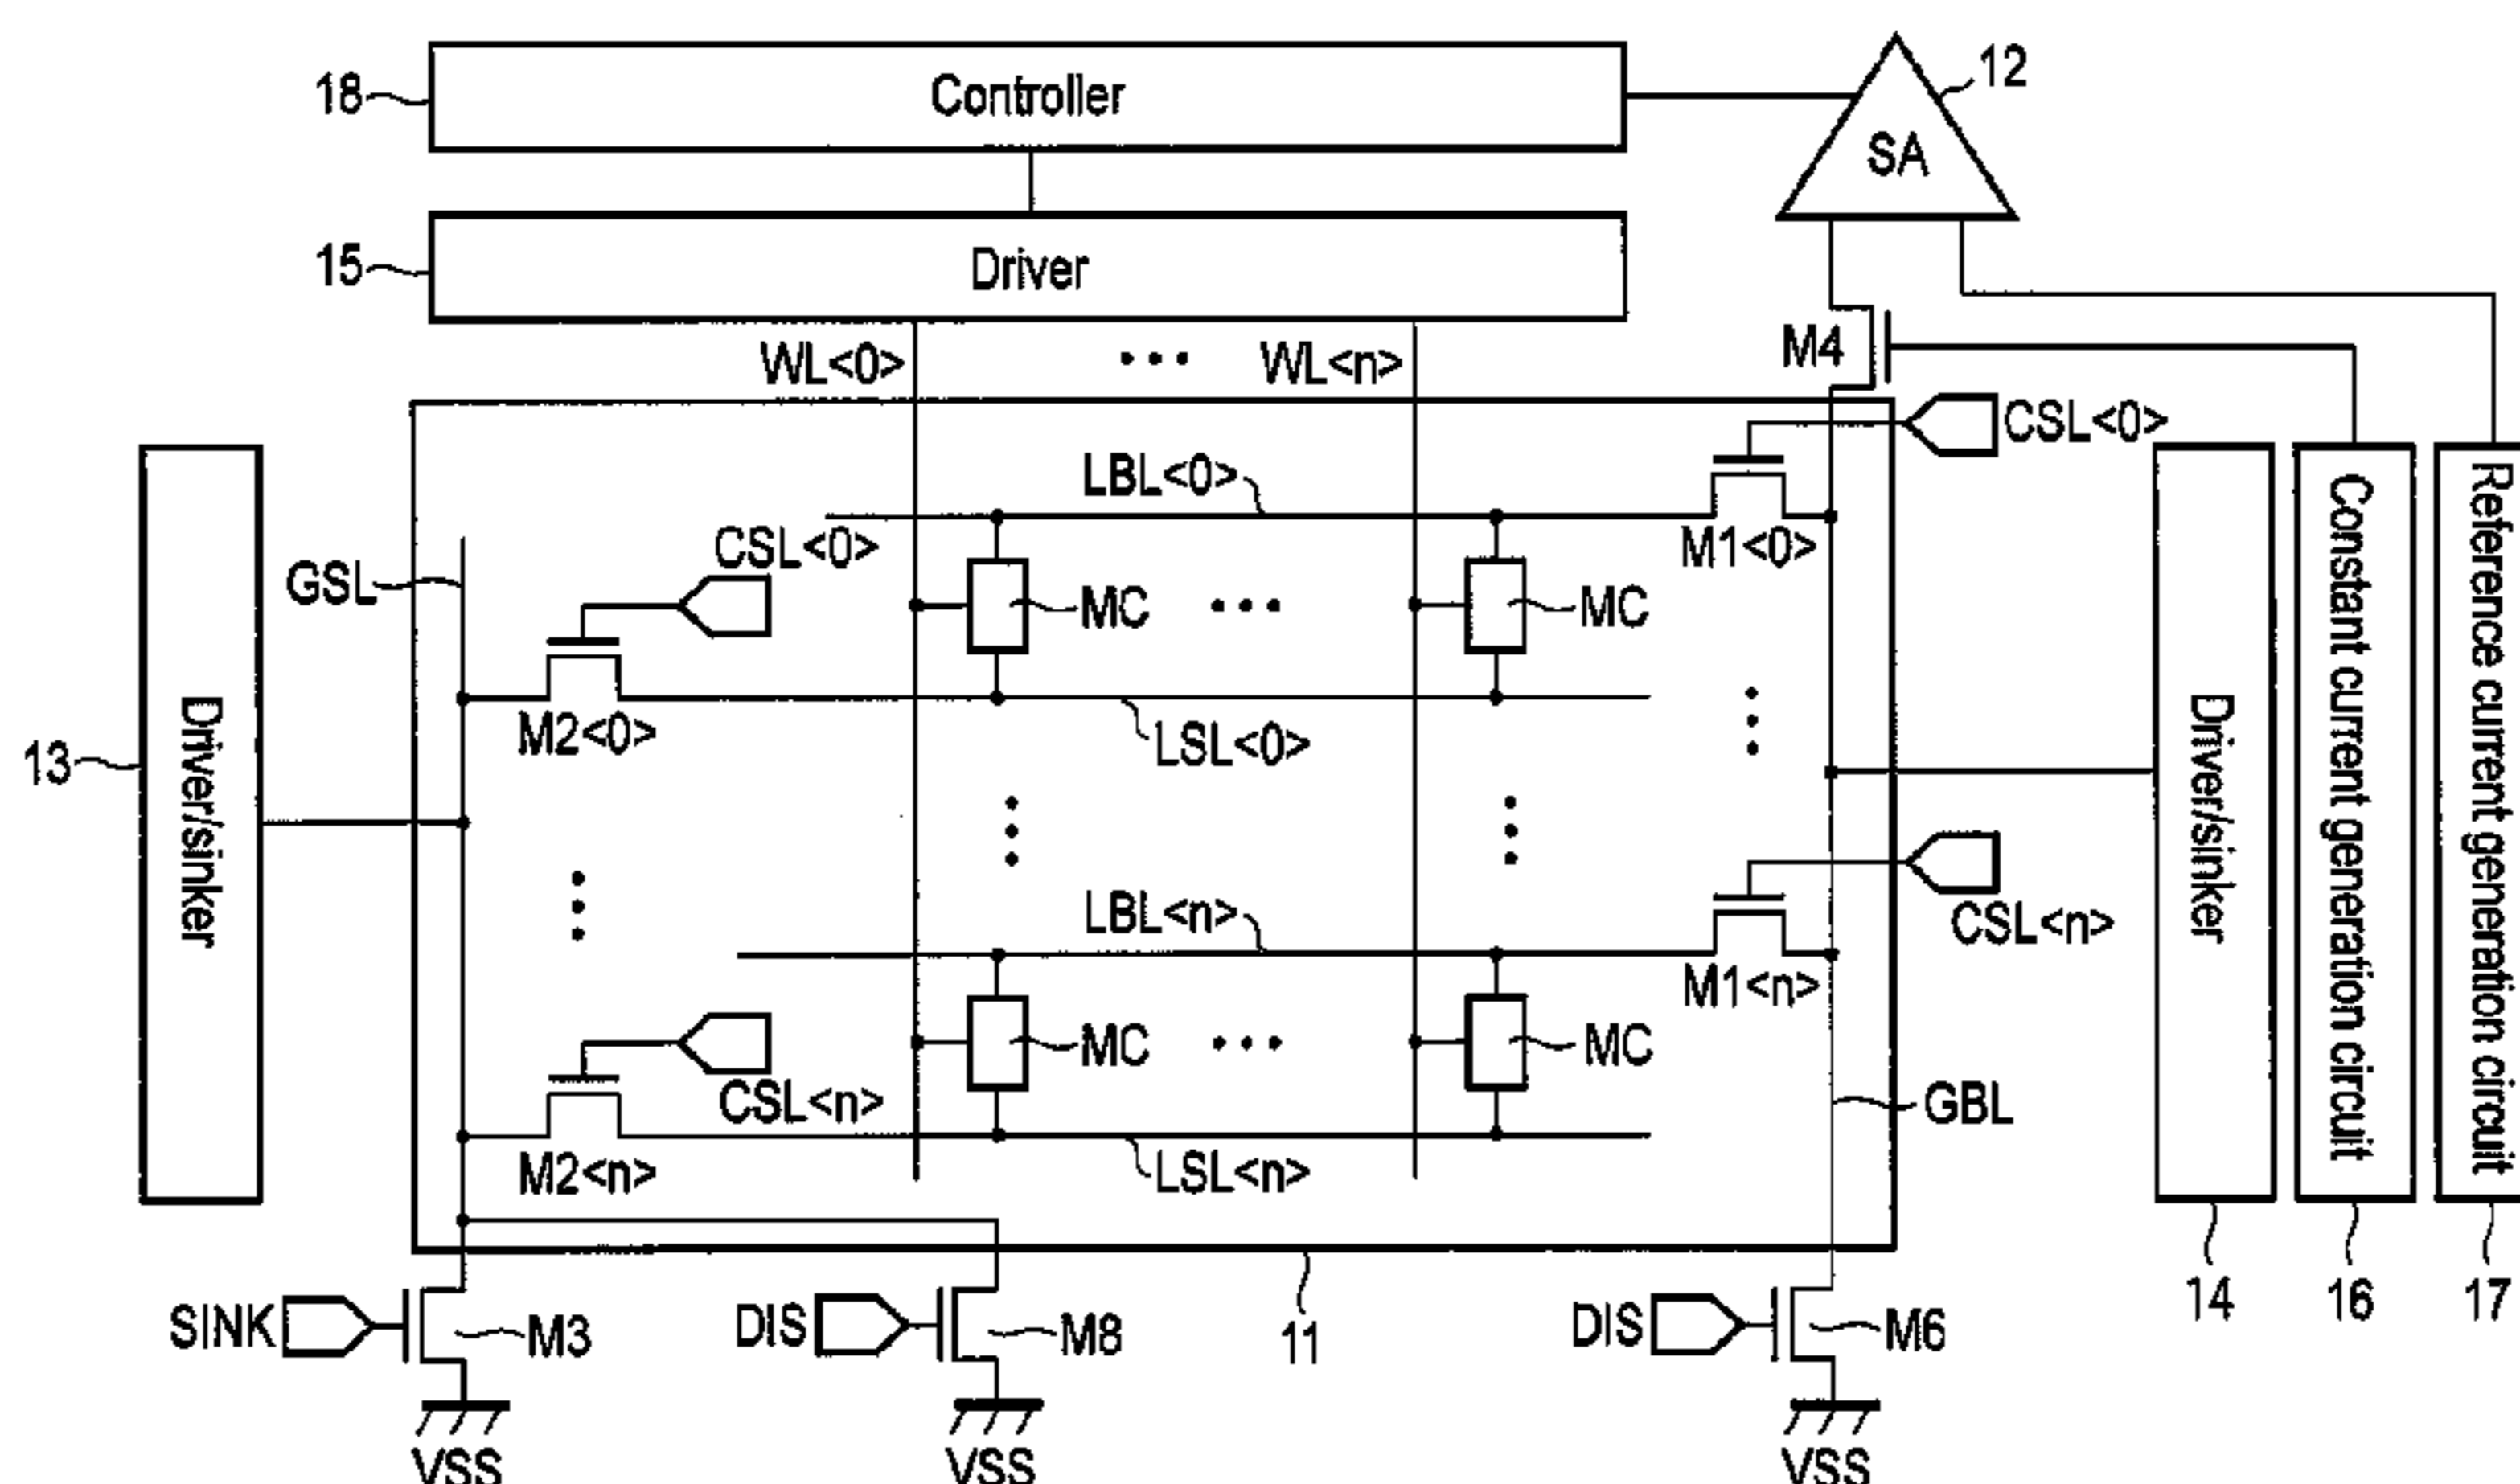 18
Controller
12
SA
15
Driver
WL<0>
WL<n>
M4
CSL<0>
LBL<0>
CSL<0>
M1<0>
GSL
MC
MC
M2<0>
LSL<0>
13
Driver/sinker
Driver/sinker
Constant current generation circuit
Reference current generation circuit
LBL<n>
CSL<n>
M1<n>
MC
MC
CSL<n>
GBL
M2<n>
LSL<n>
14
16
17
SINK
M3
DIS
M8
11
DIS
M6
VSS
VSS
VSS